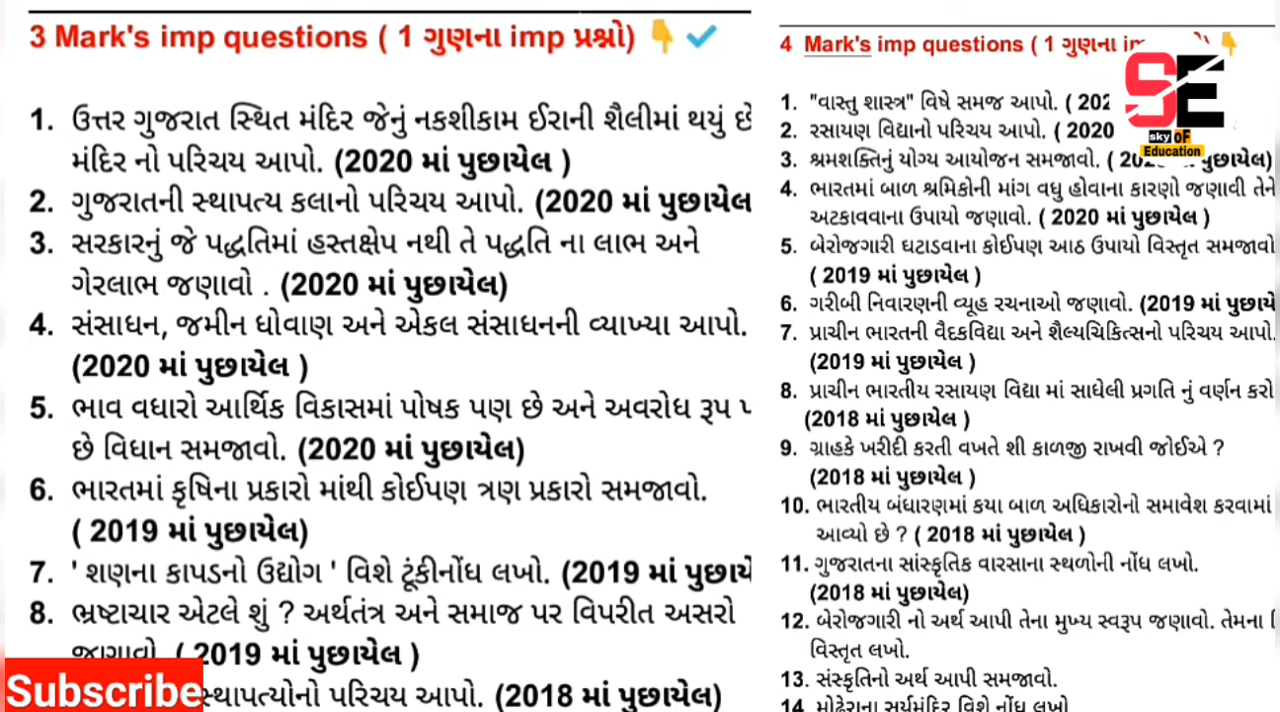 3 Mark's imp questions ( 1 ગુણના imp પ્રશ્નો) 👇 ✔
1. ઉત્તર ગુજરાત સ્થિત મંદિર જેનું નકશીકામ ઈરાની શૈલીમાં થયું છે
મંદિર નો પરિચય આપો. (2020 માં પુછાયેલ )
2. ગુજરાતની સ્થાપત્ય કલાનો પરિચય આપો. (2020 માં પુછાયેલ
3. સરકારનું જે પદ્ધતિમાં હસ્તક્ષેપ નથી તે પદ્ધતિ ના લાભ અને
ગેરલાભ જણાવો . (2020 માં પુછાયેલ)
4. સંસાધન, જમીન ધોવાણ અને એકલ સંસાધનની વ્યાખ્યા આપો.
(2020 માં પુછાયેલ )
5. ભાવ વધારો આર્થિક વિકાસમાં પોષક પણ છે અને અવરોધ રૂપ
છે વિધાન સમજાવો. (2020 માં પુછાયેલ)
6. ભારતમાં કૃષિના પ્રકારો માંથી કોઈપણ ત્રણ પ્રકારો સમજાવો.
( 2019 માં પુછાયેલ)
7. ' શણના કાપડનો ઉદ્યોગ ' વિશે ટૂંકીનોંધ લખો. (2019 માં
8. ભ્રષ્ટાચાર એટલે શું ? અર્થતંત્ર અને સમાજ પર વિપરીત અસરો
જણાવો. ( 2019 માં પુછાયેલ )
સ્થાપત્યોનો પરિચય આપો. (2018 માં પુછાયેલ)
Subscribe
4 Mark's imp questions ( 1 ગુણના 👇
1. "વાસ્તુ શાસ્ત્ર" વિષે સમજ આપો. (
2. રસાયણ વિદ્યાનો પરિચય આપો. ( 2020
3. શ્રમશક્તિનું યોગ્ય આયોજન સમજાવો. ( પુછાયેલ)
4. ભારતમાં બાળ શ્રમિકોની માંગ વધુ હોવાના કારણો જણાવી તેને
અટકાવવાના ઉપાયો જણાવો. ( 2020 માં પુછાયેલ )
5. બેરોજગારી ઘટાડવાના કોઈપણ આઠ ઉપાયો વિસ્તૃત સમજાવો
( 2019 માં પુછાયેલ )
6. ગરીબી નિવારણની વ્યૂહ રચનાઓ જણાવો. (2019 માં
7. પ્રાચીન ભારતની વૈદકવિદ્યા અને શૈલ્યચિકિત્સનો પરિચય આપો.
(2019 માં પુછાયેલ )
8. પ્રાચીન ભારતીય રસાયણ વિદ્યા માં સાધેલી પ્રગતિ નું વર્ણન કરો
(2018 માં પુછાયેલ )
9. ગ્રાહકે ખરીદી કરતી વખતે શી કાળજી રાખવી જોઈએ ?
(2018 માં પુછાયેલ )
10. ભારતીય બંધારણમાં કયા બાળ અધિકારોનો સમાવેશ કરવામાં
આવ્યો છે ? ( 2018 માં પુછાયેલ )
11. ગુજરાતના સાંસ્કૃતિક વારસાના સ્થળોની નોંધ લખો.
(2018 માં પુછાયેલ)
12. બેરોજગારી નો અર્થ આપી તેના મુખ્ય સ્વરૂપ જણાવો. તેમના
વિસ્તૃત લખો.
13. સંસ્કૃતિનો અર્થ આપી સમજાવો.
14. મોઢેરાના સૂર્યમંદિર વિશે નોંધ લખો
SE
sky OF
Education